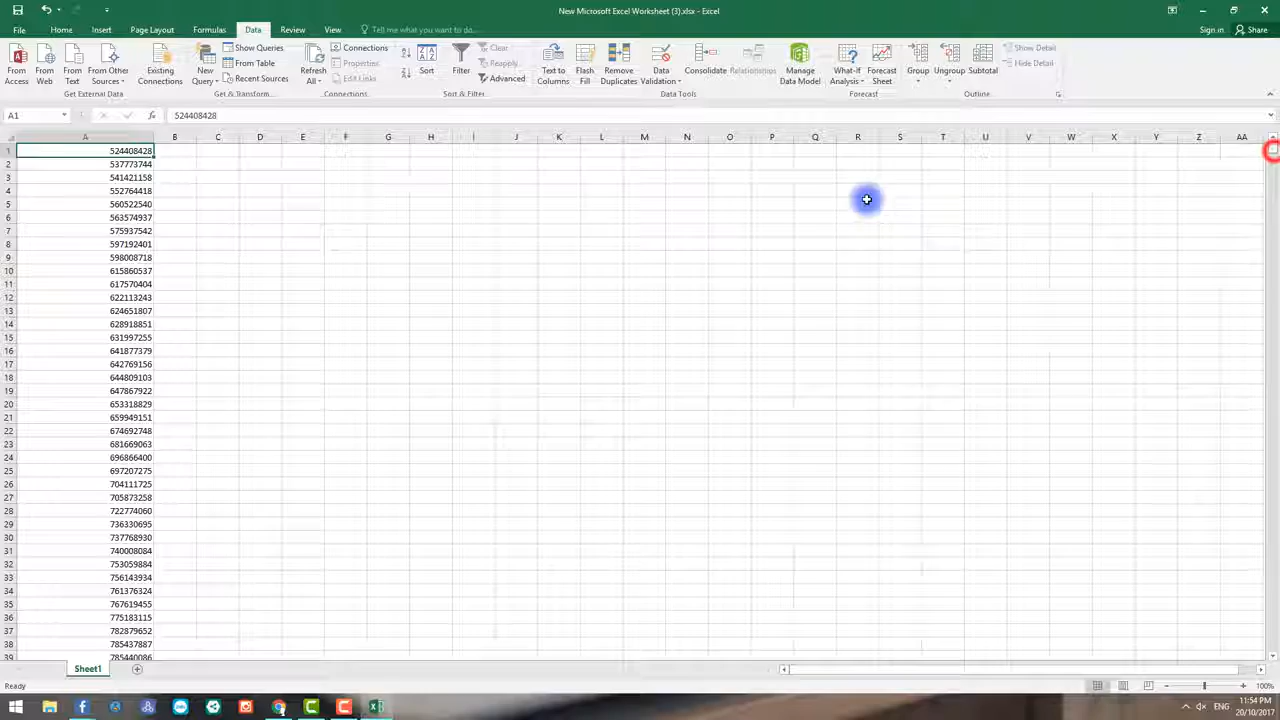 New Microsoft Excel Worksheet (3).xlsx - Excel
File Home Insert Page Layout Formulas Data Review View Tell me what you want to do... Sign in Share
From Access
From Web
From Text
From Other Sources
Get External Data
Existing Connections
New Query
Show Queries
From Table
Recent Sources
Get & Transform
Refresh All
Connections
Properties
Edit Links
Connections
Sort
Filter
Clear
Reapply
Advanced
Sort & Filter
Text to Columns
Flash Fill
Remove Duplicates
Data Validation
Consolidate
Relationships
Manage Data Model
Data Tools
What-If Analysis
Forecast Sheet
Forecast
Group
Ungroup
Subtotal
Show Detail
Hide Detail
Outline
A1 fx 524408428
A B C D E F G H I J K L M N O P Q R S T U V W X Y Z AA
1 524408428
2 537773744
3 541421158
4 552764418
5 560522540
6 563574937
7 575937542
8 597192401
9 598008718
10 615860537
11 617570404
12 622113243
13 624651807
14 628918851
15 631997255
16 641877379
17 642769156
18 644809103
19 647867922
20 653318829
21 659949151
22 674692748
23 681669063
24 696866400
25 697207275
26 704111725
27 705873258
28 722774060
29 736330695
30 737768930
31 740008084
32 753059884
33 756143934
34 761376324
35 767619455
36 775183115
37 782879652
38 785437887
39 785440086
Sheet1
Ready 100%
ENG 11:54 PM
20/10/2017